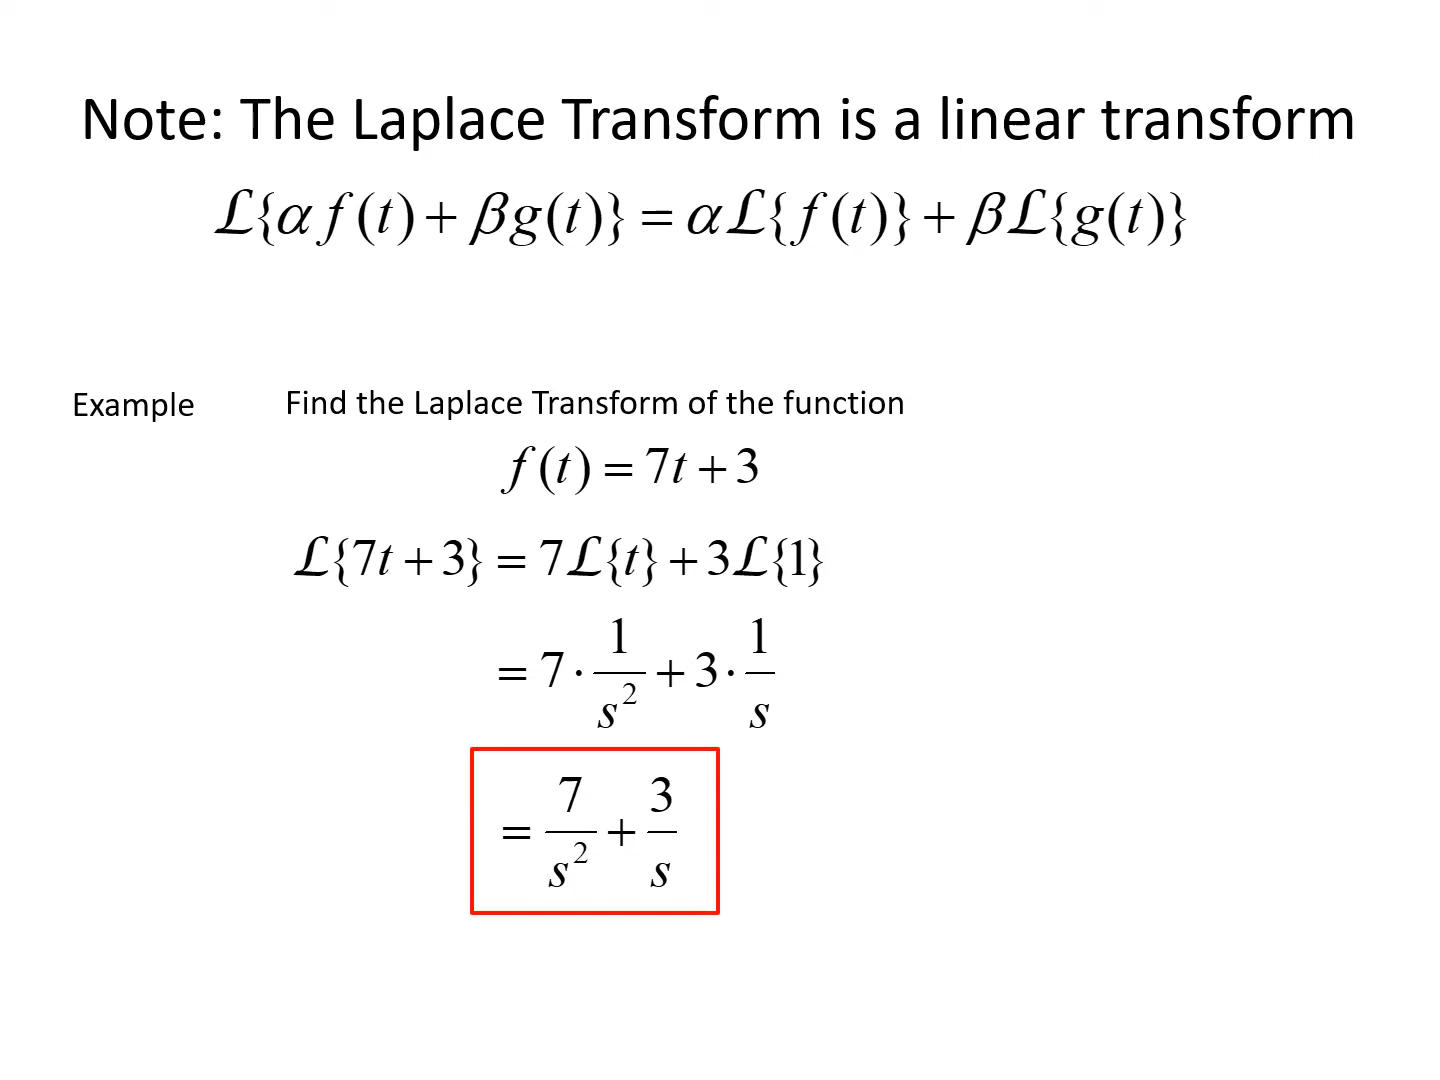 Note: The Laplace Transform is a linear transform
ℒ{α f(t) + βg(t)} = αℒ{f(t)} + βℒ{g(t)}
Example Find the Laplace Transform of the function
f(t) = 7t + 3
ℒ{7t + 3} = 7ℒ{t} + 3ℒ{1}
= 7 · 1/s² + 3 · 1/s
= 7/s² + 3/s